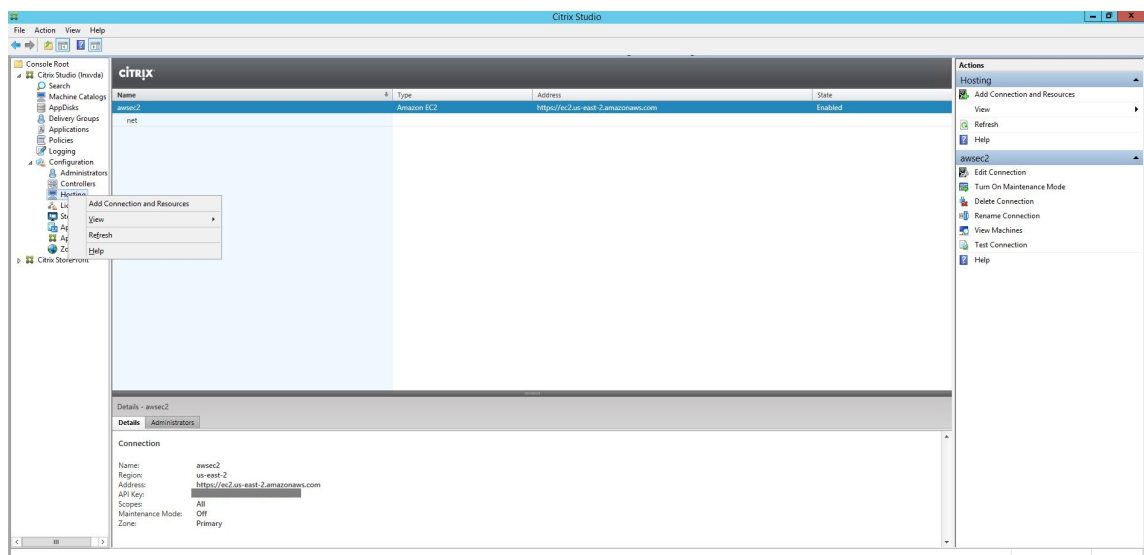 Citrix Studio
File Action View Help
Console Root
Citrix Studio (lnxvda)
Search
Machine Catalogs
AppDisks
Delivery Groups
Applications
Policies
Logging
Configuration
Administrators
Controllers
Hosting
Citrix StoreFront
Add Connection and Resources
View
Refresh
Help
CITRIX
Name Type Address State
awsec2 Amazon EC2 https://ec2.us-east-2.amazonaws.com Enabled
net
Details - awsec2
Details Administrators
Connection
Name: awsec2
Region: us-east-2
Address: https://ec2.us-east-2.amazonaws.com
API Key:
Scopes: All
Maintenance Mode: Off
Zone: Primary
Actions
Hosting
Add Connection and Resources
View
Refresh
Help
awsec2
Edit Connection
Turn On Maintenance Mode
Delete Connection
Rename Connection
View Machines
Test Connection
Help